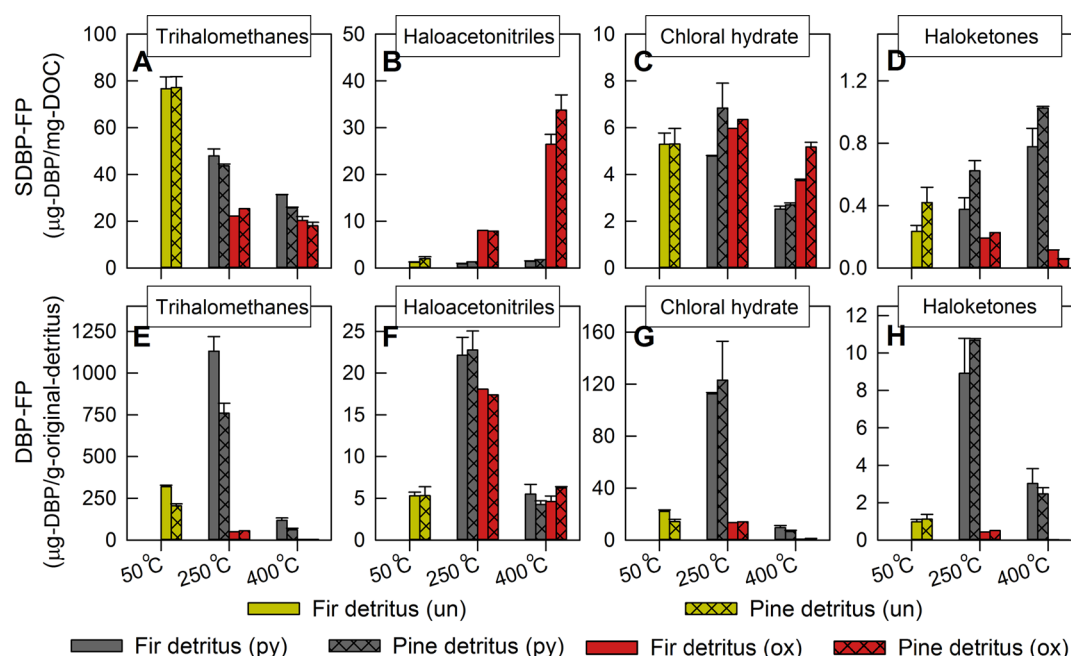 Trihalomethanes
Haloacetonitriles
Chloral hydrate
Haloketones
A
B
C
D
SDBP-FP
(µg-DBP/mg-DOC)
100
80
60
40
20
0
50
40
30
20
10
0
10
8
6
4
2
0
1.2
0.8
0.4
0.0
Trihalomethanes
Haloacetonitriles
Chloral hydrate
Haloketones
E
F
G
H
DBP-FP
(µg-DBP/g-original-detritus)
1250
1000
750
500
250
0
25
20
15
10
5
0
160
120
80
40
0
12
10
8
6
4
2
0
50 °C 250 °C 400 °C
50 °C 250 °C 400 °C
50 °C 250 °C 400 °C
50 °C 250 °C 400 °C
Fir detritus (un) Pine detritus (un)
Fir detritus (py) Pine detritus (py) Fir detritus (ox) Pine detritus (ox)